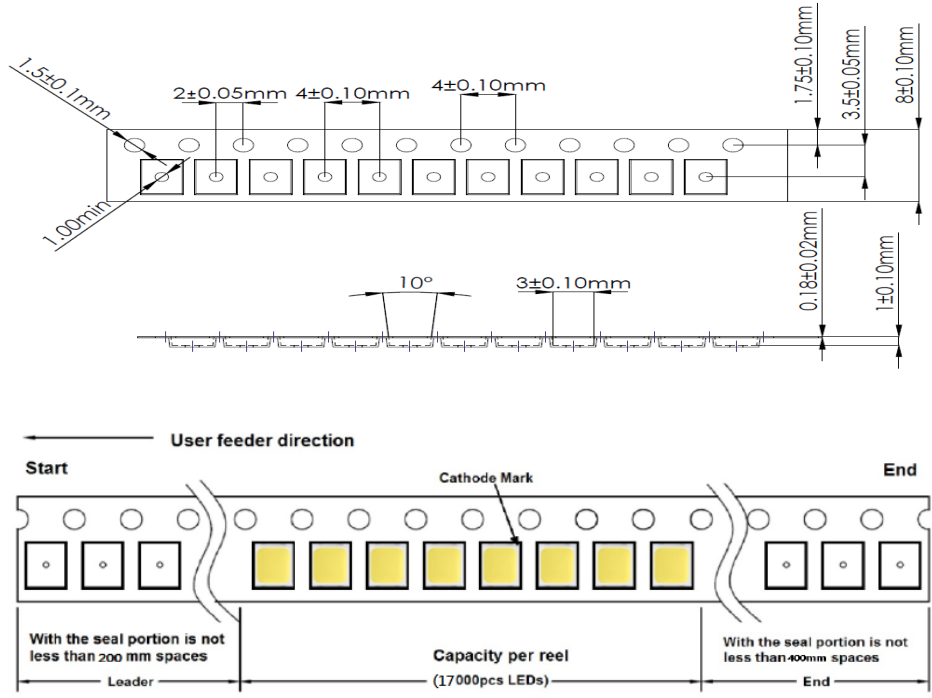 1.5±0.1mm
2±0.05mm
4±0.10mm
4±0.10mm
1.75±0.10mm
3.5±0.05mm
8±0.10mm
1.00min
10°
3±0.10mm
0.18±0.02mm
1±0.10mm
User feeder direction
Start
End
Cathode Mark
With the seal portion is not
less than 200 mm spaces
Capacity per reel
With the seal portion is not
less than 400mm spaces
Leader
(17000pcs LEDs)
End